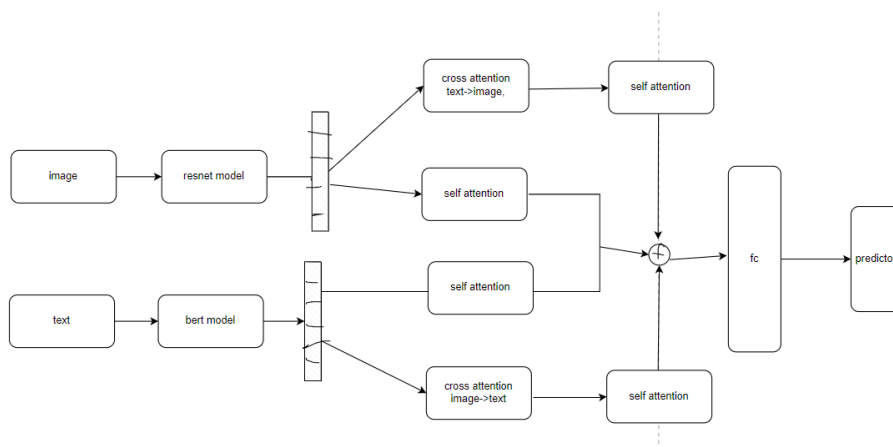 cross attention
text->image,
self attention
image
resnet model
self attention
fc
predicto
text
bert model
self attention
cross attention
image->text
self attention